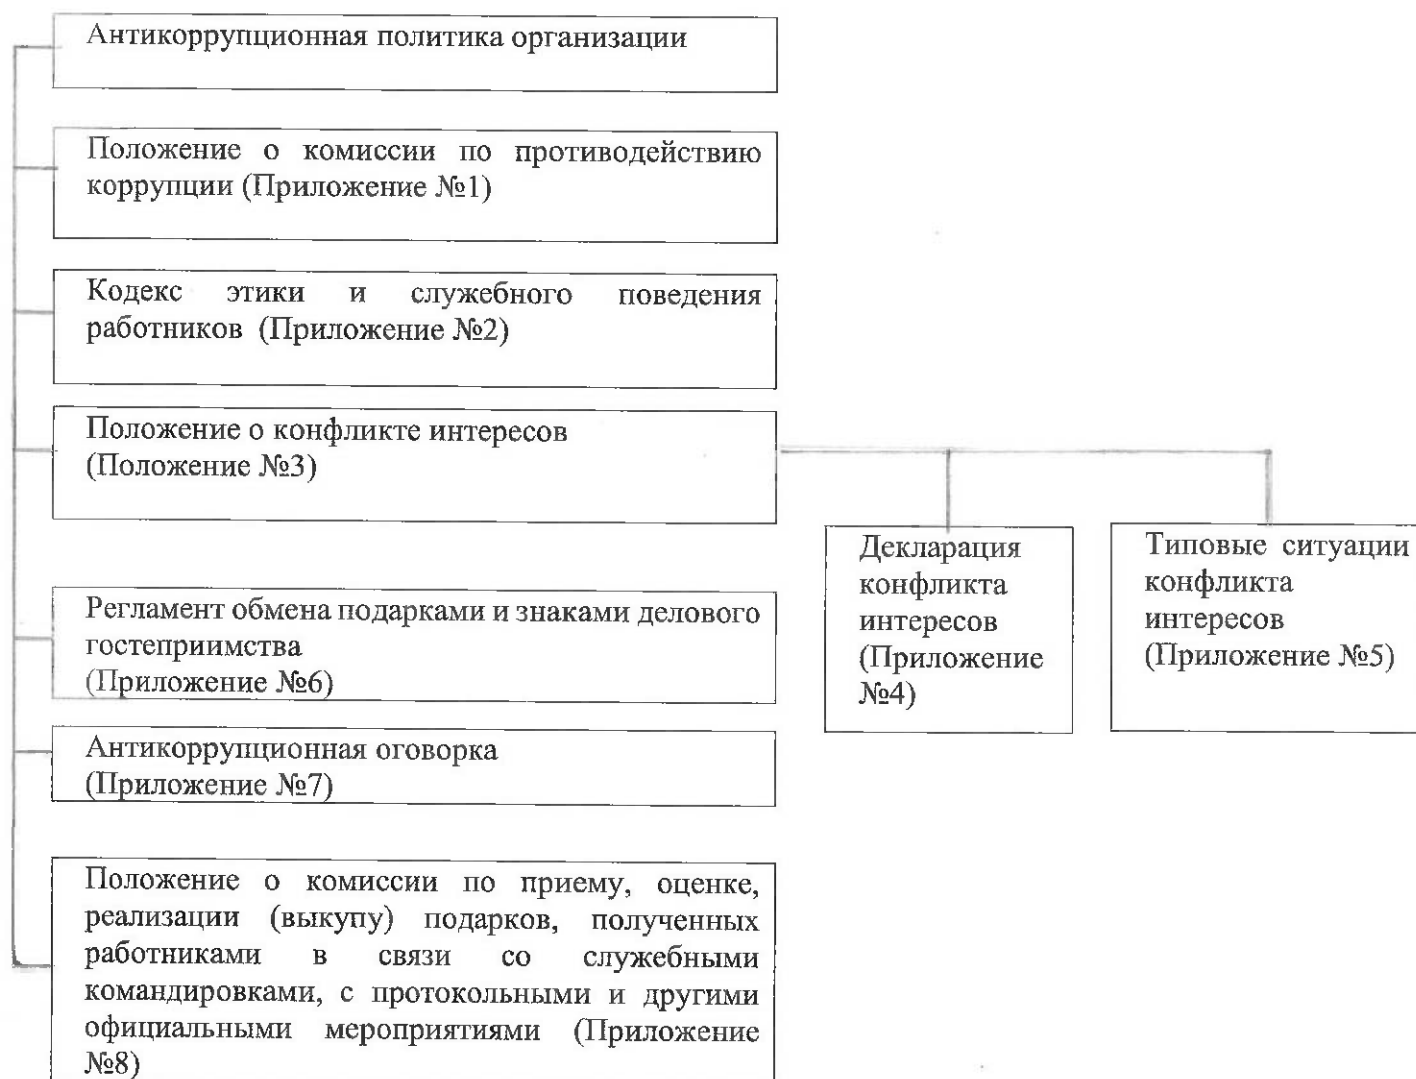 Антикоррупционная политика организации
Положение о комиссии по противодействию
коррупции (Приложение №1)
Кодекс этики и служебного поведения
работников (Приложение №2)
Положение о конфликте интересов
(Положение №3)
Декларация
конфликта
интересов
(Приложение
№4)
Типовые ситуации
конфликта
интересов
(Приложение №5)
Регламент обмена подарками и знаками делового
гостеприимства
(Приложение №6)
Антикоррупционная оговорка
(Приложение №7)
Положение о комиссии по приему, оценке,
реализации (выкупу) подарков, полученных
работниками в связи со служебными
командировками, с протокольными и другими
официальными мероприятиями (Приложение
№8)